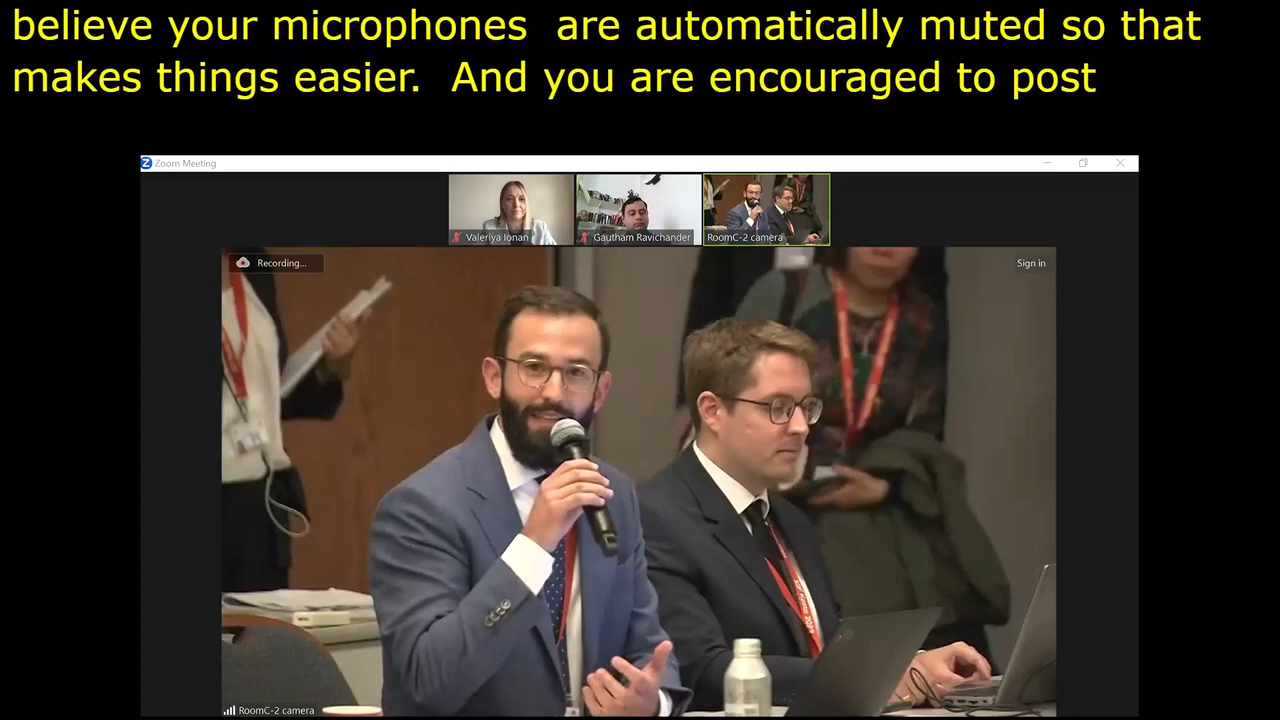 believe your microphones  are automatically muted so that
makes things easier.  And you are encouraged to post
Zoom Meeting
Valeriya Ionan
Gautham Ravichander
RoomC-2 camera
Recording...
Sign in
RoomC-2 camera